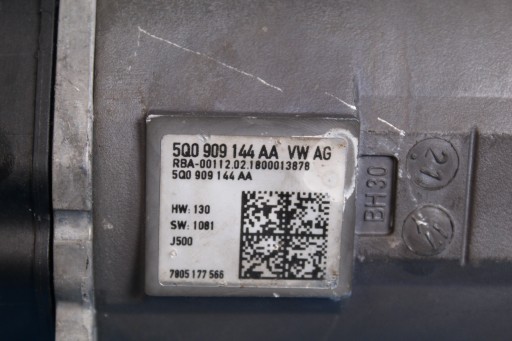 5Q0 909 144 AA VW AG
RBA-00112.02.1800013878
5Q0 909 144 AA
HW: 130
SW: 1081
J500
7805 177 566
BH30
21